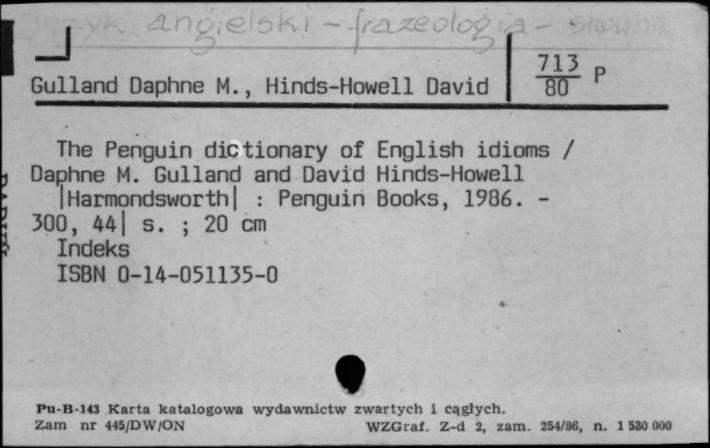 język angielski - frazeologia -
Gulland Daphne M., Hinds-Howell David
713
80 P
The Penguin dictionary of English idioms /
Daphne M. Gulland and David Hinds-Howell
|Harmondsworth| : Penguin Books, 1986. -
300, 44| s. ; 20 cm
Indeks
ISBN 0-14-051135-0
Pu-B-143 Karta katalogowa wydawnictw zwartych i cągłych.
Zam nr 445/DW/ON WZGraf. Z-d 2, zam. 254/86, n. 1 530 000